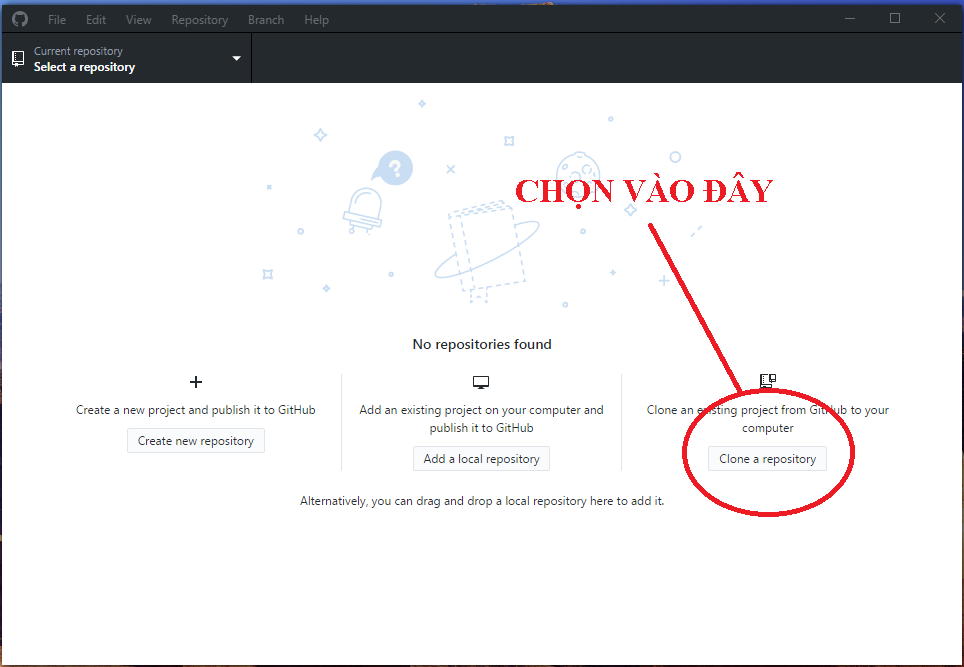 File Edit View Repository Branch Help
Current repository
Select a repository
?
CHỌN VÀO ĐÂY
No repositories found
Create a new project and publish it to GitHub
Create new repository
Add an existing project on your computer and
publish it to GitHub
Add a local repository
Clone an existing project from GitHub to your
computer
Clone a repository
Alternatively, you can drag and drop a local repository here to add it.